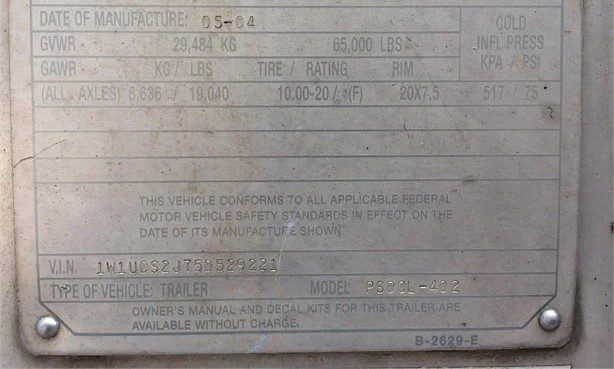 DATE OF MANUFACTURE: 05-04
GVWR - 29,484 KG 65,000 LBS
COLD
INFL PRESS
KPA / PSI
GAWR - KG / LBS TIRE / RATING RIM
(ALL AXLES) 8,636 / 19,040 10.00-20 / (F) 20X7.5 517 / 75
THIS VEHICLE CONFORMS TO ALL APPLICABLE FEDERAL
MOTOR VEHICLE SAFETY STANDARDS IN EFFECT ON THE
DATE OF ITS MANUFACTURE SHOWN
V.I.N.
TYPE OF VEHICLE: TRAILER MODEL
OWNER'S MANUAL AND DECAL KITS FOR THIS TRAILER ARE
AVAILABLE WITHOUT CHARGE.
B-2629-E